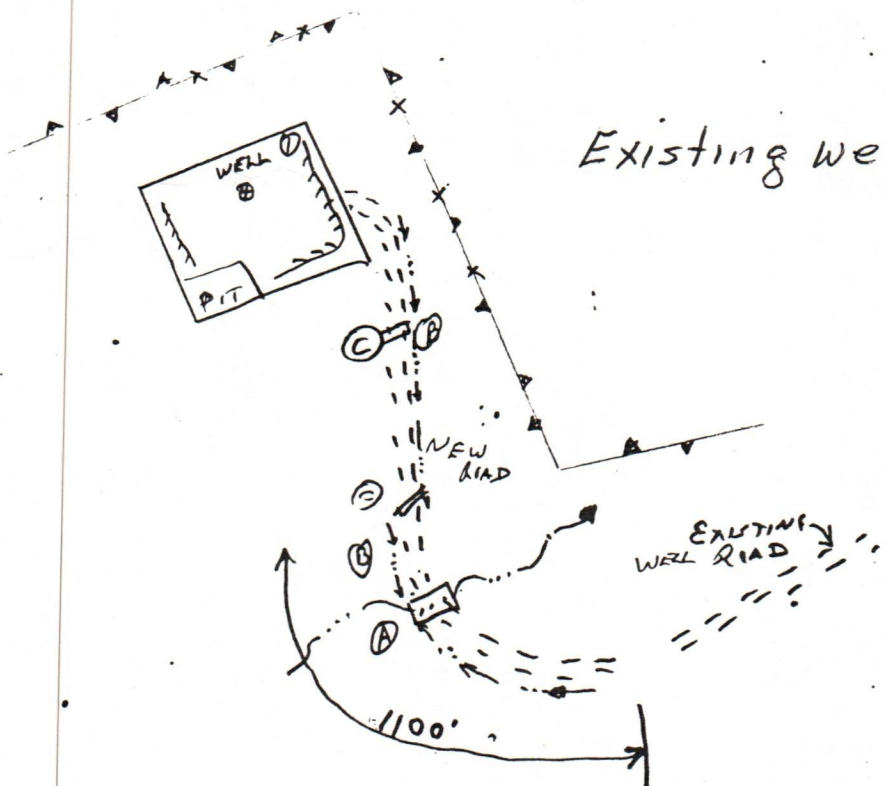 Existing we
WELL
D
PIT
C
B
NEW
ROAD
C
B
EXISTING
WELL ROAD
A
1100'